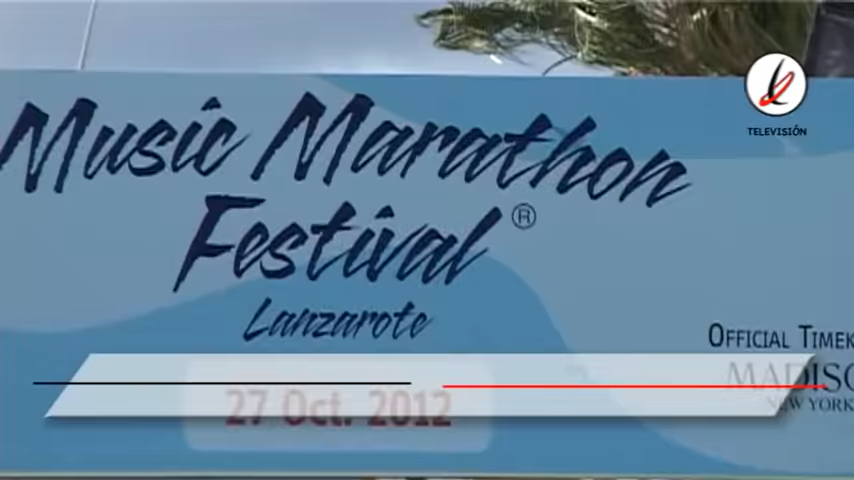 TELEVISIÓN
Music Marathon
Festival ®
Lanzarote
OFFICIAL TIMEK
MADISO
NEW YORK
27 Oct. 2012